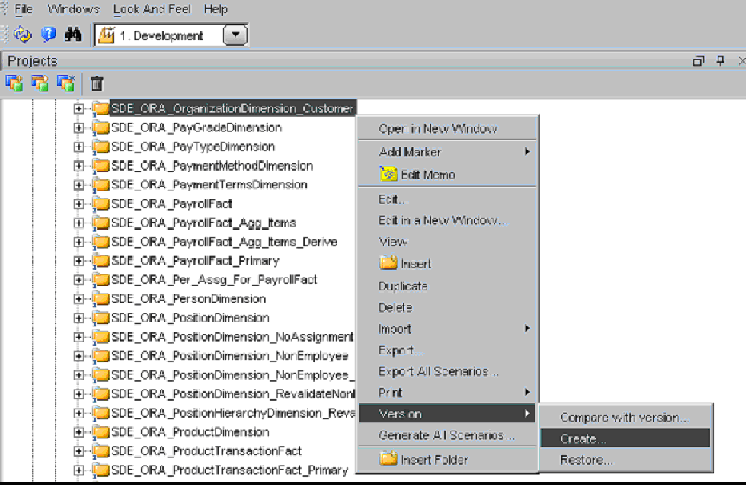 File Windows Look And Feel Help
1. Development
Projects
SDE_ORA_OrganizationDimension_Customer
SDE_ORA_PayGradeDimension
SDE_ORA_PayTypeDimension
SDE_ORA_PaymentMethodDimension
SDE_ORA_PaymentTermsDimension
SDE_ORA_PayrollFact
SDE_ORA_PayrollFact_Agg_Items
SDE_ORA_PayrollFact_Agg_Items_Derive
SDE_ORA_PayrollFact_Primary
SDE_ORA_Per_Assg_For_PayrollFact
SDE_ORA_PersonDimension
SDE_ORA_PositionDimension
SDE_ORA_PositionDimension_NoAssignment
SDE_ORA_PositionDimension_NonEmployee
SDE_ORA_PositionDimension_NonEmployee_
SDE_ORA_PositionDimension_RevalidateNonE
SDE_ORA_PositionHierarchyDimension_Reva
SDE_ORA_ProductDimension
SDE_ORA_ProductTransactionFact
SDE_ORA_ProductTransactionFact_Primary
Open in New Window
Add Marker
Edit Memo
Edit...
Edit in a New Window...
View
Insert
Duplicate
Delete
Import
Export...
Export All Scenarios...
Print
Version
Generate All Scenarios...
Insert Folder
Compare with version...
Create...
Restore...